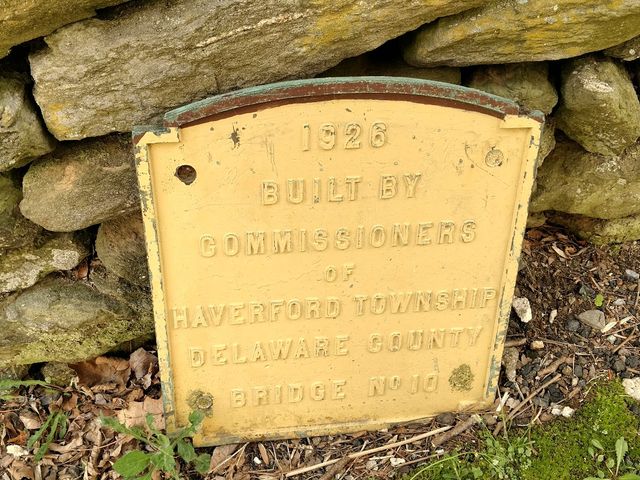 1926
BUILT BY
COMMISSIONERS
OF
HAVERFORD TOWNSHIP
DELAWARE COUNTY
BRIDGE NO 10